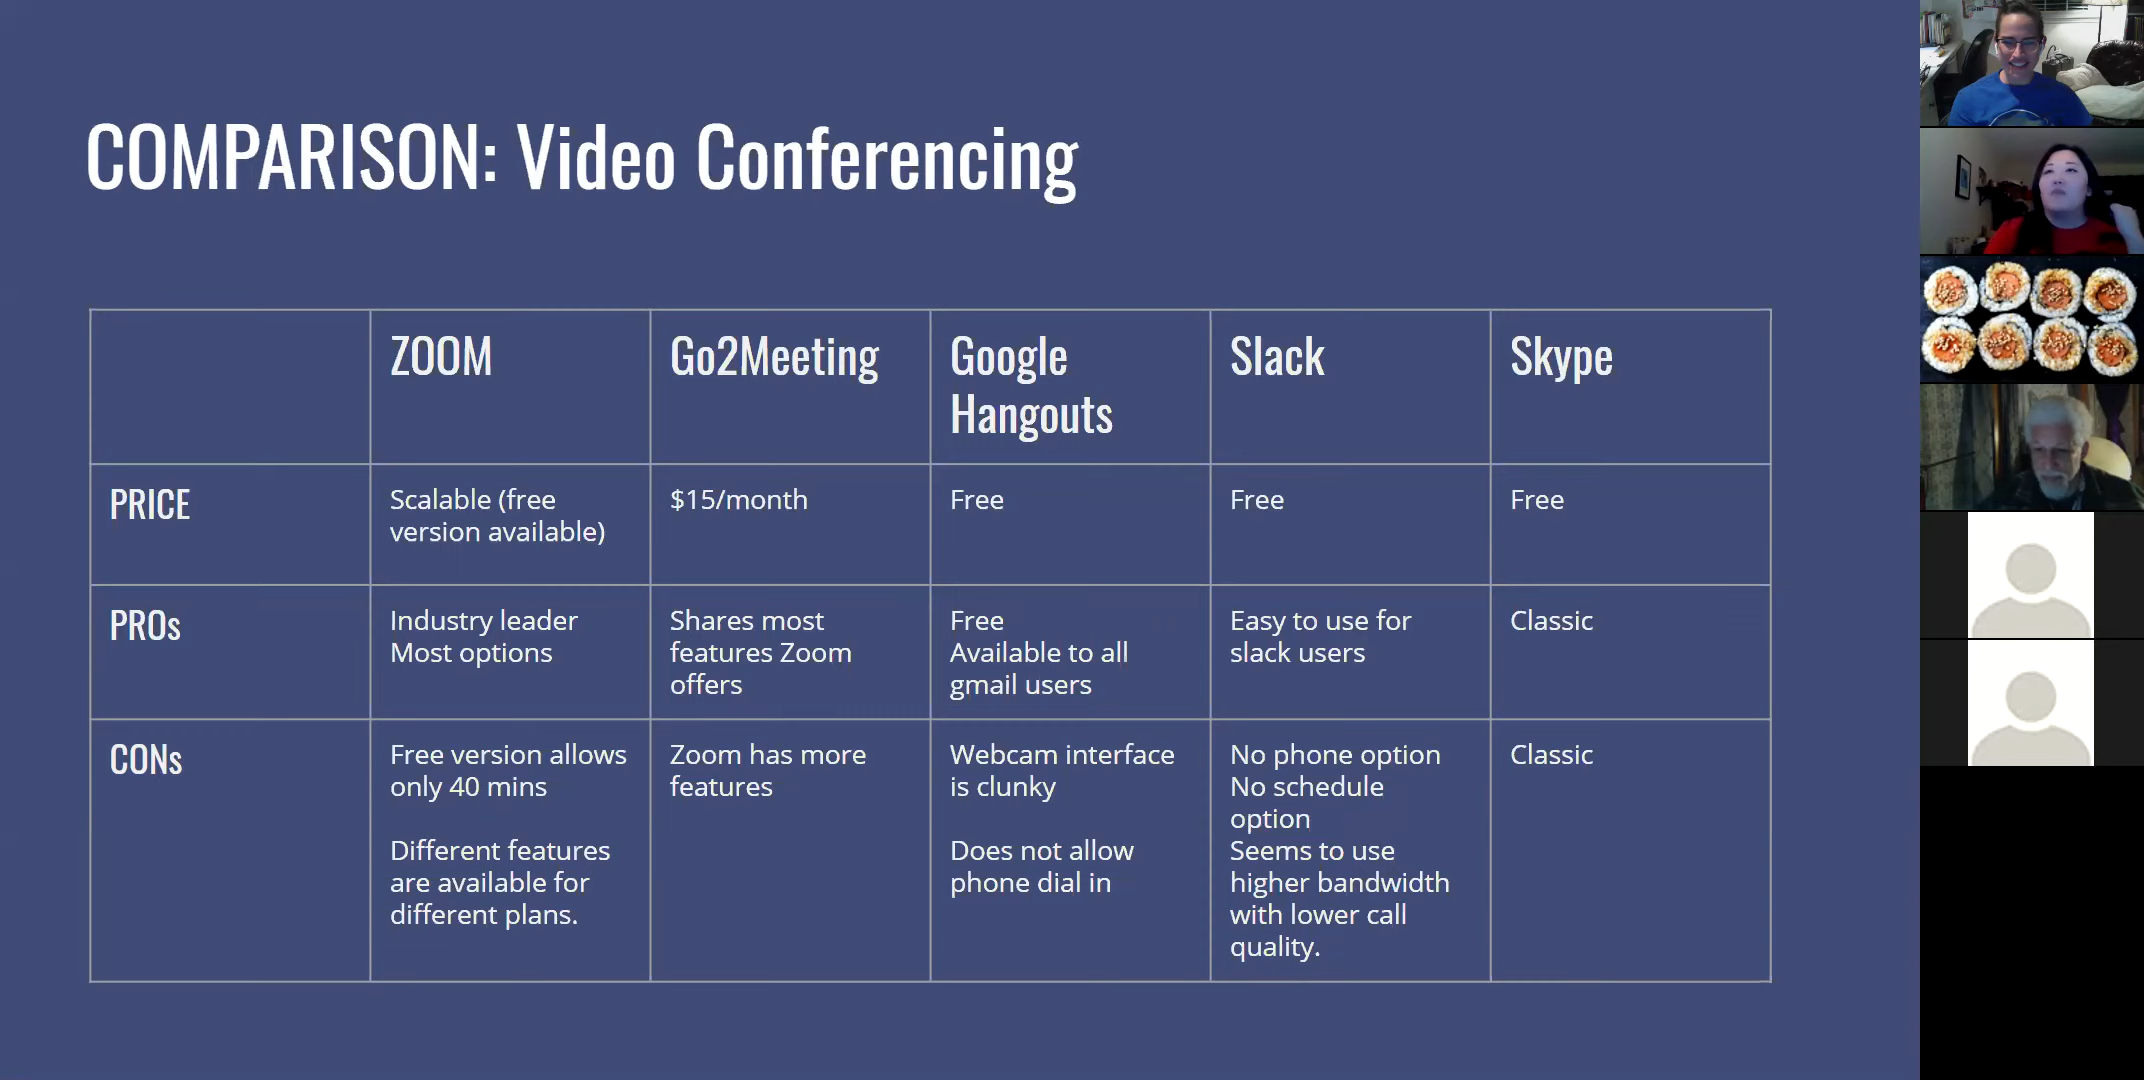 COMPARISON: Video Conferencing
ZOOM
Go2Meeting
Google
Hangouts
Slack
Skype
PRICE
Scalable (free
version available)
$15/month
Free
Free
Free
PROs
Industry leader
Most options
Shares most
features Zoom
offers
Free
Available to all
gmail users
Easy to use for
slack users
Classic
CONs
Free version allows
only 40 mins
Different features
are available for
different plans.
Zoom has more
features
Webcam interface
is clunky
Does not allow
phone dial in
No phone option
No schedule
option
Seems to use
higher bandwidth
with lower call
quality.
Classic